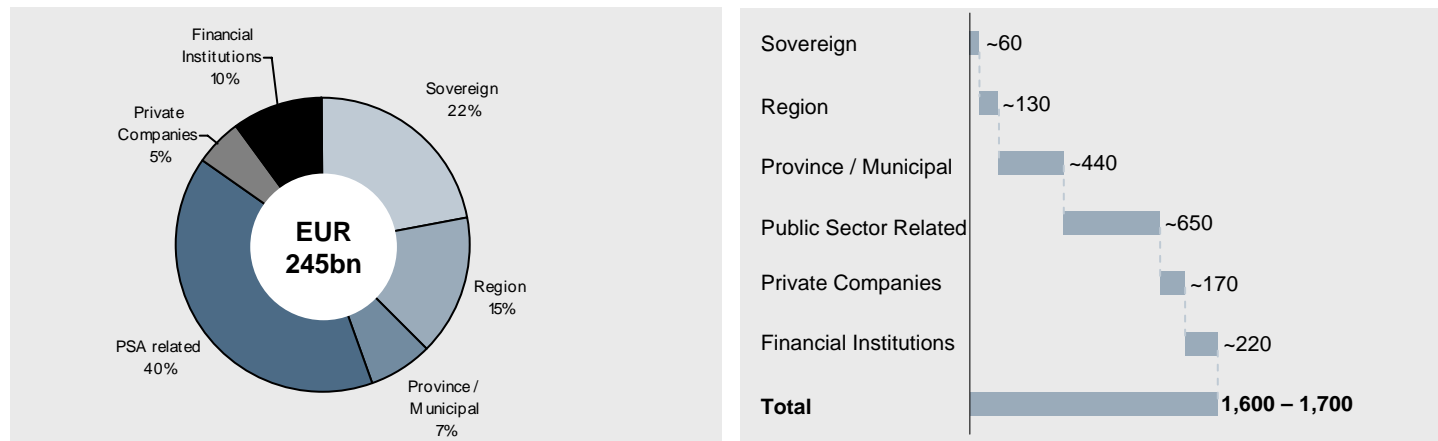 Financial
Institutions
10%
Sovereign
22%
Private
Companies
5%
EUR
245bn
Region
15%
PSA related
40%
Province /
Municipal
7%
Sovereign
~60
Region
~130
Province / Municipal
~440
Public Sector Related
~650
Private Companies
~170
Financial Institutions
~220
Total
1,600 – 1,700